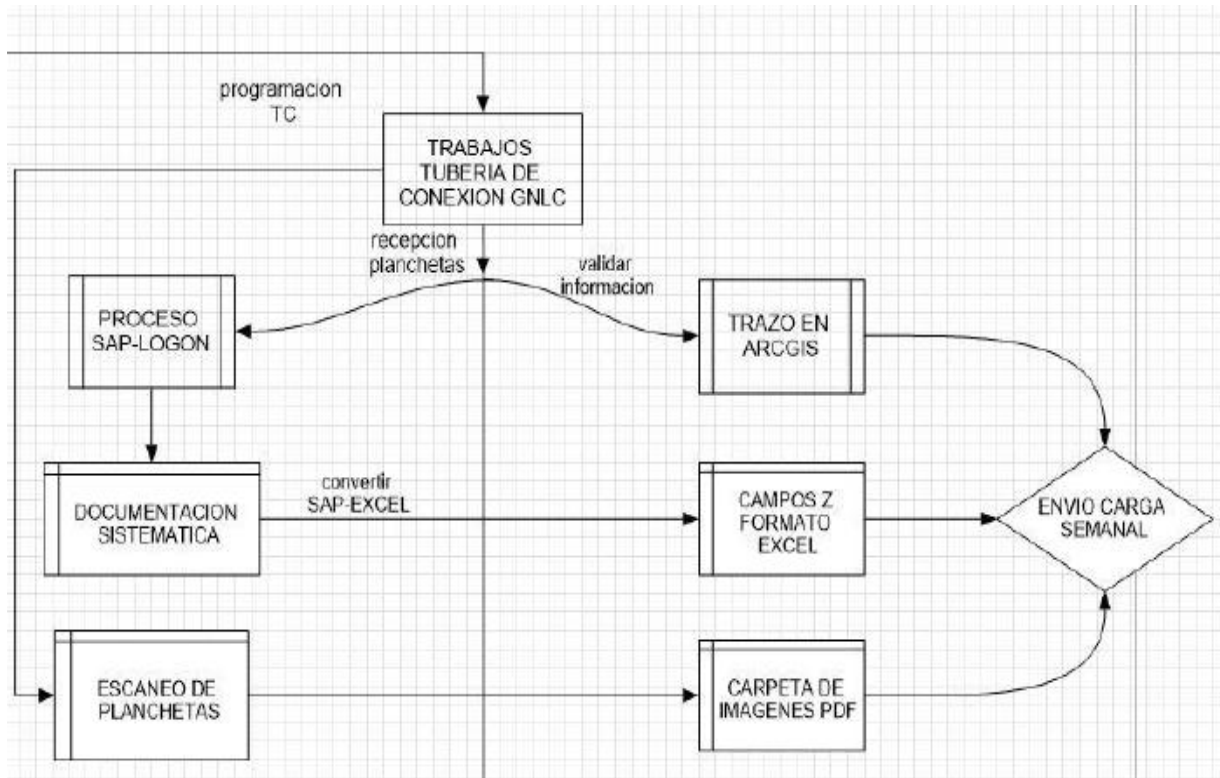 programacion
TC
TRABAJOS
TUBERIA DE
CONEXION GNLC
recepcion
planchetas
validar
informacion
PROCESO
SAP-LOGON
TRAZO EN
ARCGIS
DOCUMENTACION
SISTEMATICA
convertir
SAP-EXCEL
CAMPOS Z
FORMATO
EXCEL
ENVIO CARGA
SEMANAL
ESCANEO DE
PLANCHETAS
CARPETA DE
IMAGENES PDF